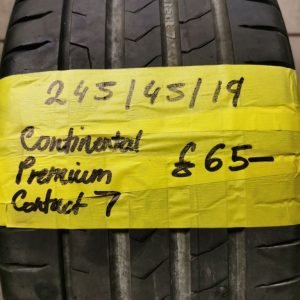 245/45/19
Continental
Premium
Contact 7
£65-